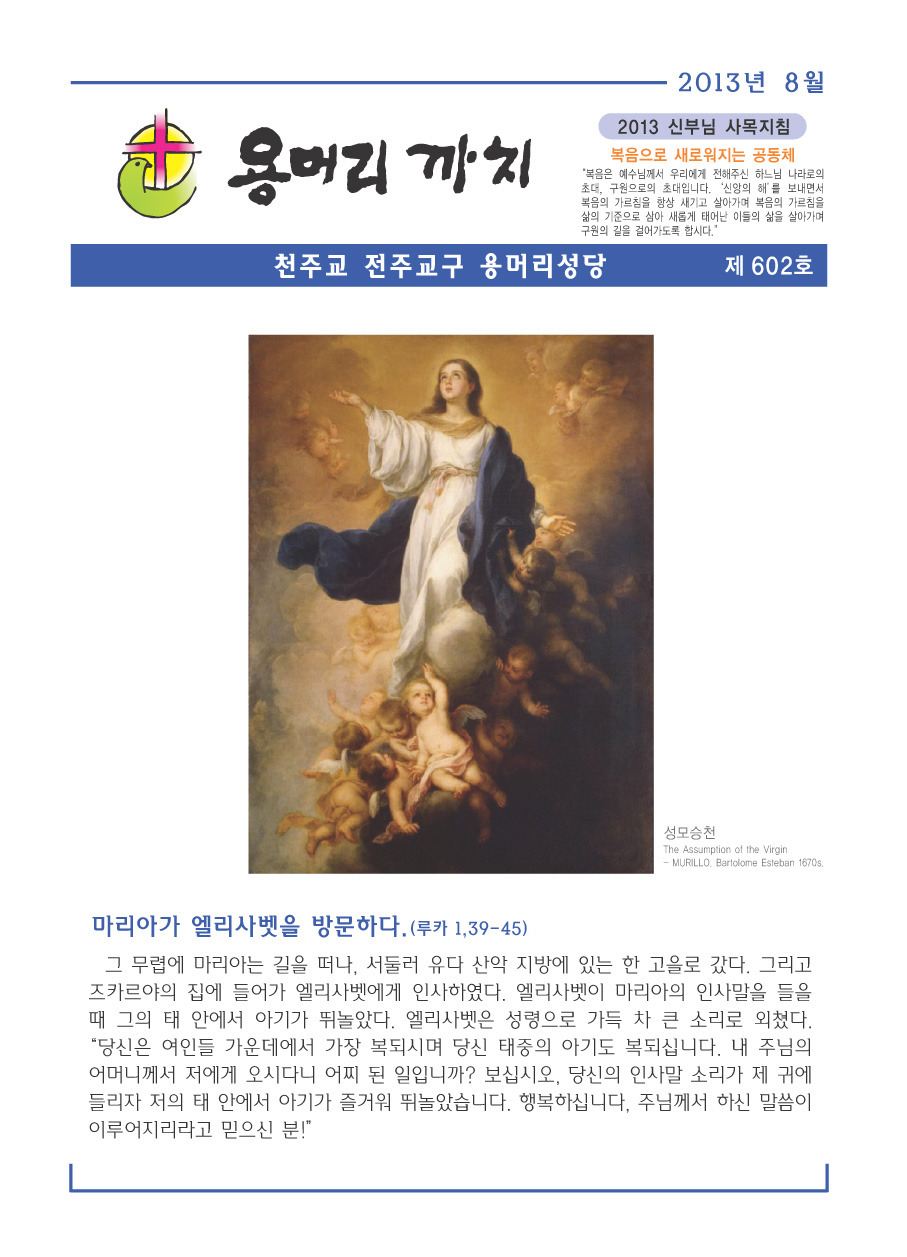 2013년 8월
용머리 까치
2013 신부님 사목지침
복음으로 새로워지는 공동체
"복음은 예수님께서 우리에게 전해주신 하느님 나라로의
초대, 구원으로의 초대입니다. '신앙의 해'를 보내면서
복음의 가르침을 항상 새기고 살아가며 복음의 가르침을
삶의 기준으로 삼아 새롭게 태어난 이들의 삶을 살아가며
구원의 길을 걸어가도록 합시다."
천주교 전주교구 용머리성당 제 602호
성모승천
The Assumption of the Virgin
- MURILLO, Bartolome Esteban 1670s.
마리아가 엘리사벳을 방문하다.(루카 1,39-45)
그 무렵에 마리아는 길을 떠나, 서둘러 유다 산악 지방에 있는 한 고을로 갔다. 그리고
즈카르야의 집에 들어가 엘리사벳에게 인사하였다. 엘리사벳이 마리아의 인사말을 들을
때 그의 태 안에서 아기가 뛰놀았다. 엘리사벳은 성령으로 가득 차 큰 소리로 외쳤다.
“당신은 여인들 가운데에서 가장 복되시며 당신 태중의 아기도 복되십니다. 내 주님의
어머니께서 저에게 오시다니 어찌 된 일입니까? 보십시오, 당신의 인사말 소리가 제 귀에
들리자 저의 태 안에서 아기가 즐거워 뛰놀았습니다. 행복하십니다, 주님께서 하신 말씀이
이루어지리라고 믿으신 분!”